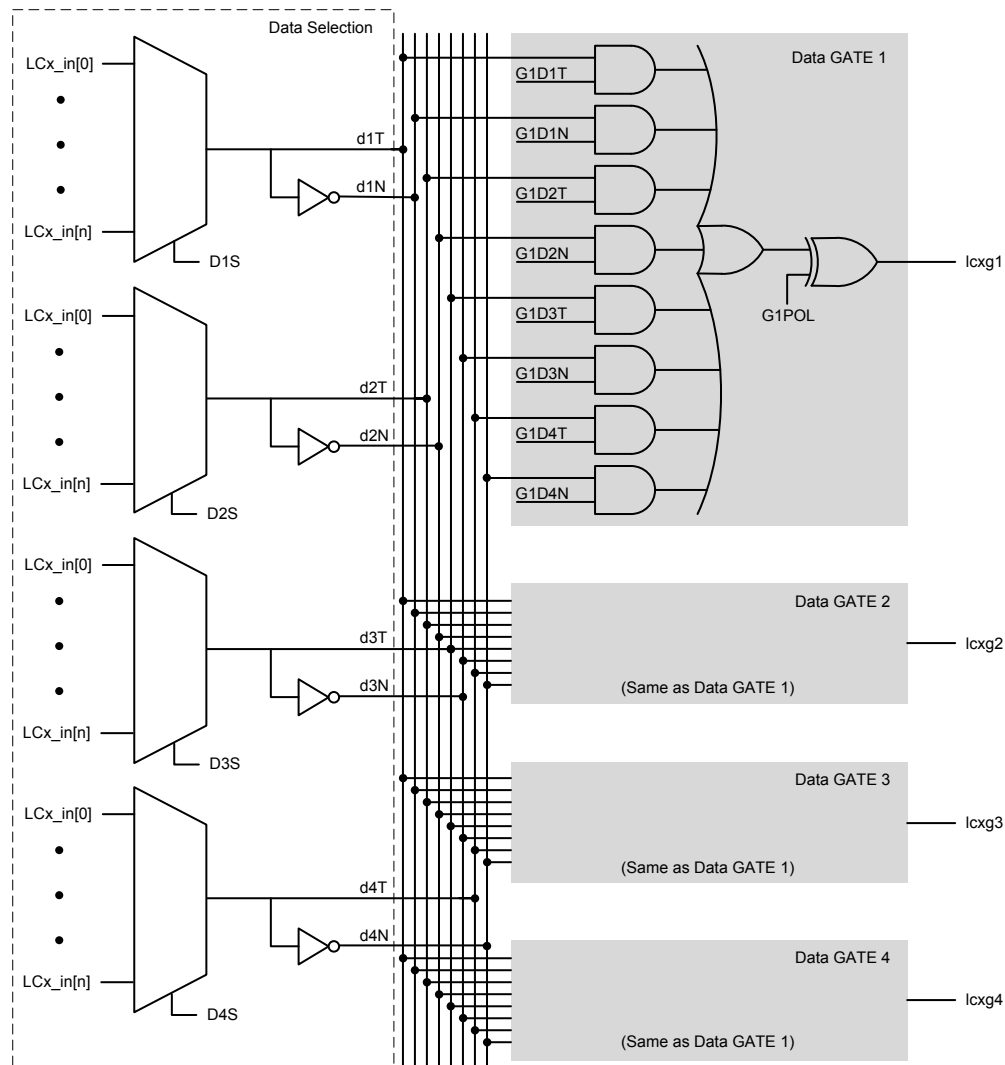 Data Selection
LCx_in[0]
LCx_in[n]
D1S
d1T
d1N
LCx_in[0]
LCx_in[n]
D2S
d2T
d2N
LCx_in[0]
LCx_in[n]
D3S
d3T
d3N
LCx_in[0]
LCx_in[n]
D4S
d4T
d4N
Data GATE 1
G1D1T
G1D1N
G1D2T
G1D2N
G1D3T
G1D3N
G1D4T
G1D4N
G1POL
lcxg1
Data GATE 2
(Same as Data GATE 1)
lcxg2
Data GATE 3
(Same as Data GATE 1)
lcxg3
Data GATE 4
(Same as Data GATE 1)
lcxg4